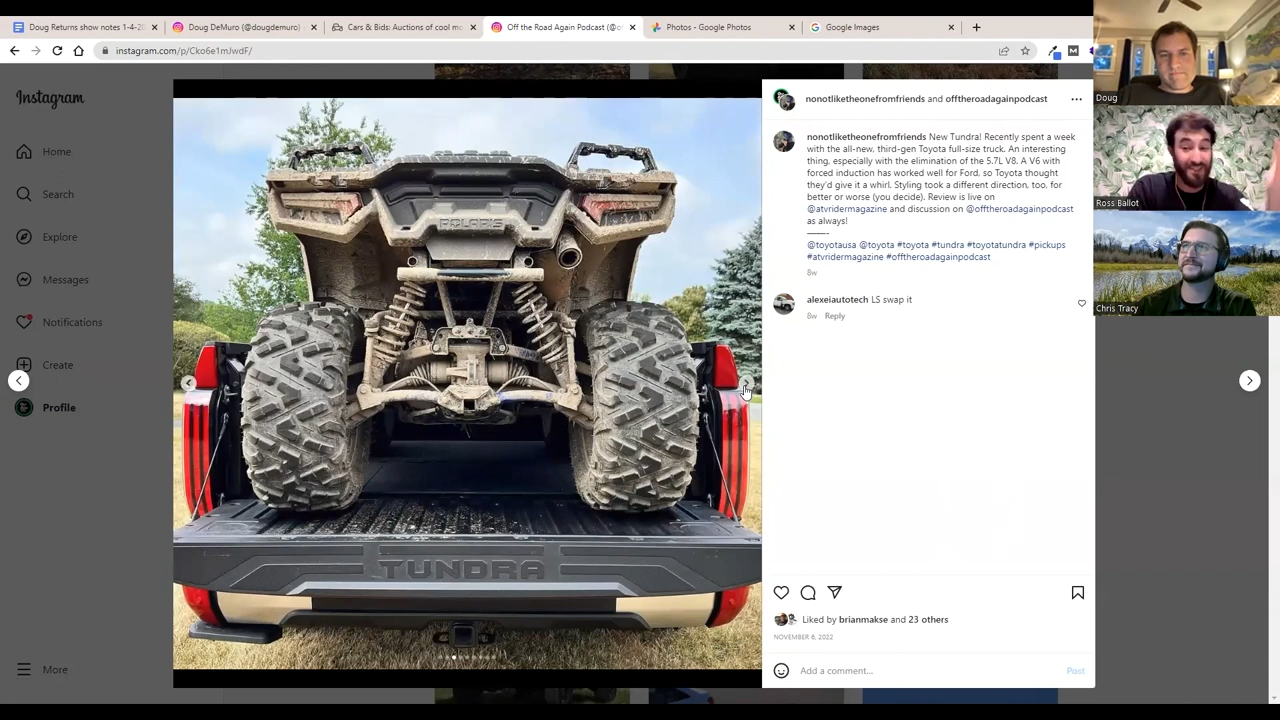 Doug Returns show notes 1-4-20
Doug DeMuro (@dougdemuro)
Cars & Bids: Auctions of cool mo
Off the Road Again Podcast (@of
Photos - Google Photos
Google Images
instagram.com/p/Cko6e1mJwdF/
Instagram
Home
Search
Explore
Messages
Notifications
Create
Profile
More
POLARIS
TUNDRA
nonotliketheonefromfriends and offtheroadagainpodcast
nonotliketheonefromfriends New Tundra! Recently spent a week
with the all-new, third-gen Toyota full-size truck. An interesting
thing, especially with the elimination of the 5.7L V8. A V6 with
forced induction has worked well for Ford, so Toyota thought
they'd give it a whirl. Styling took a different direction, too, for
better or worse (you decide). Review is live on
@atvridermagazine and discussion on @offtheroadagainpodcast
as always!
———-
@toyotausa @toyota #toyota #tundra #toyotatundra #pickups
#atvridermagazine #offtheroadagainpodcast
8w
alexeiautotech LS swap it
8w Reply
Liked by brianmakse and 23 others
NOVEMBER 6, 2022
Add a comment...
Post
Doug
Ross Ballot
Chris Tracy